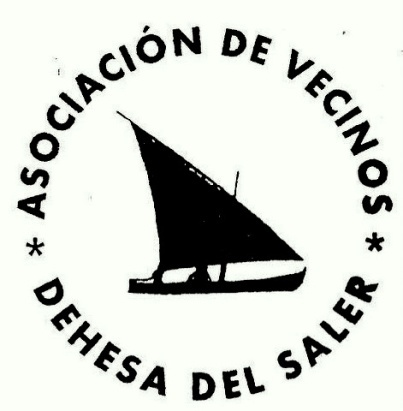 ASOCIACIÓN DE VECINOS
* DEHESA DEL SALER *